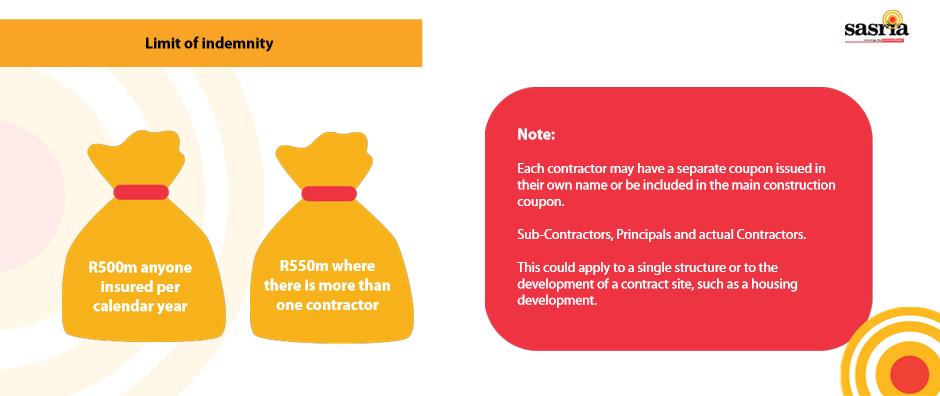 Limit of indemnity
sasria
R500m anyone
insured per
calendar year
R550m where
there is more than
one contractor
Note:
Each contractor may have a separate coupon issued in
their own name or be included in the main construction
coupon.
Sub-Contractors, Principals and actual Contractors.
This could apply to a single structure or to the
development of a contract site, such as a housing
development.